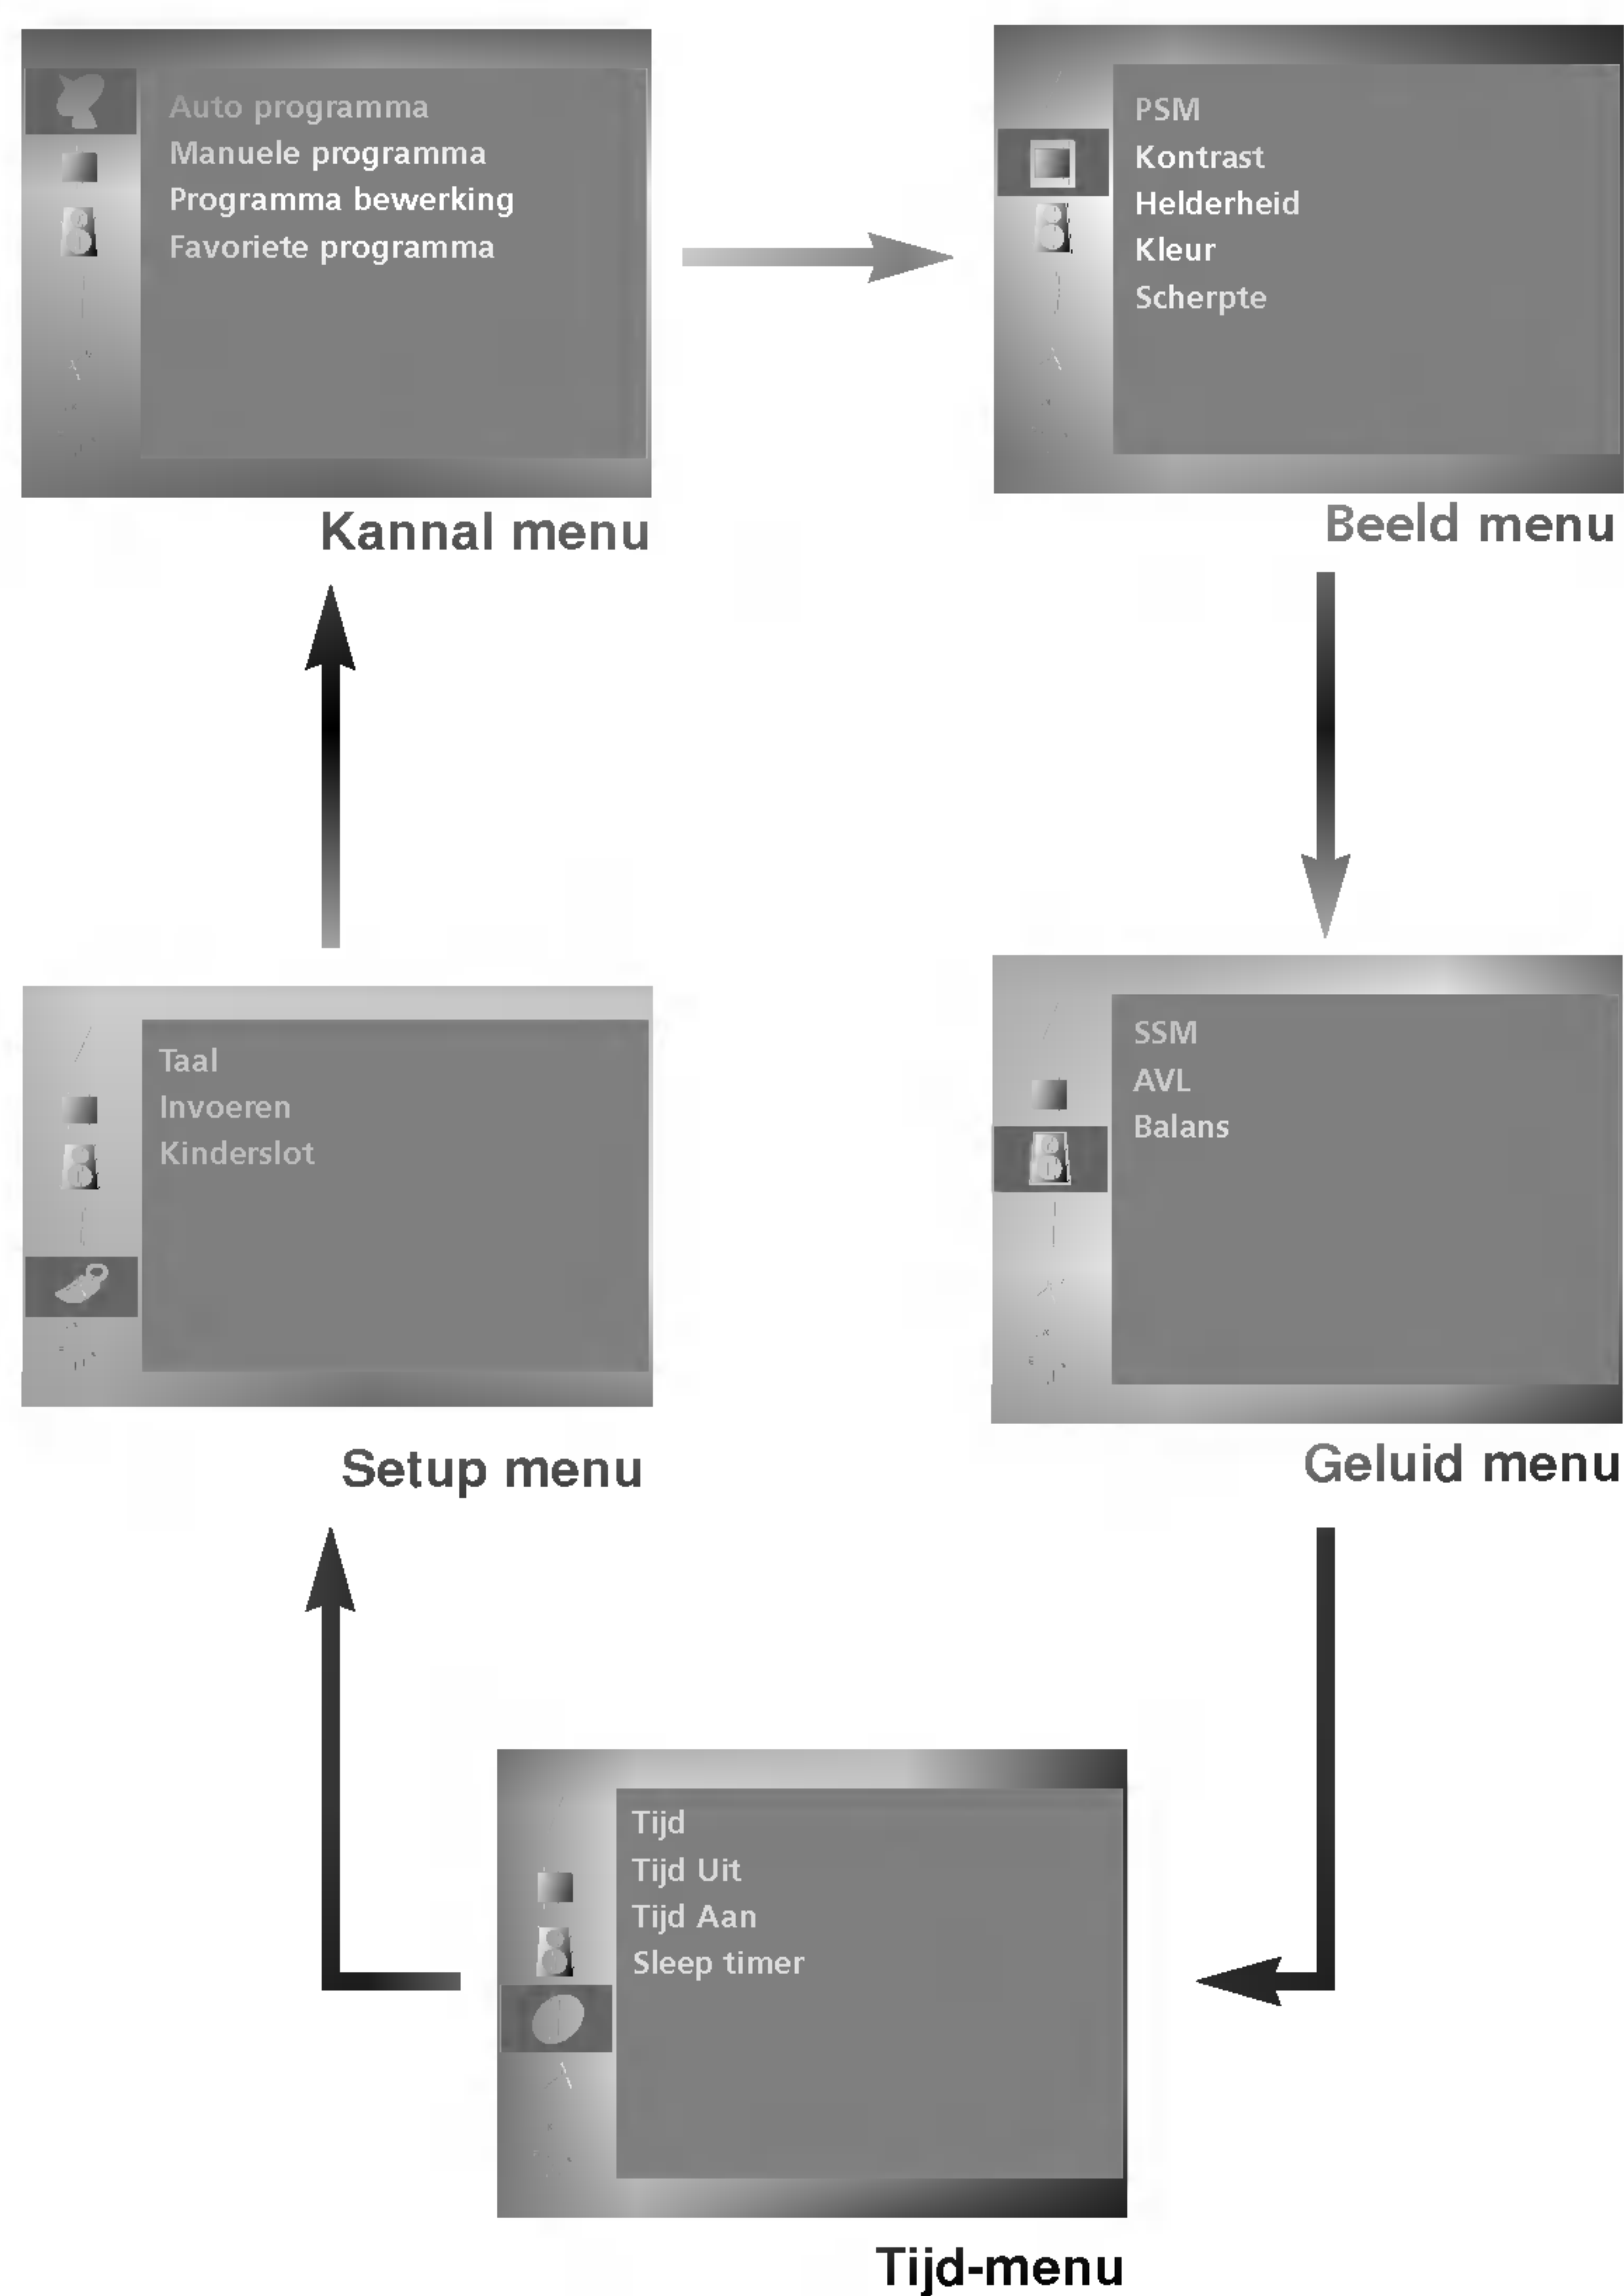 Auto programma
Manuele programma
Programma bewerking
Favoriete programma
Kannal menu
PSM
Kontrast
Helderheid
Kleur
Scherpte
Beeld menu
Taal
Invoeren
Kinderslot
Setup menu
SSM
AVL
Balans
Geluid menu
Tijd
Tijd Uit
Tijd Aan
Sleep timer
Tijd-menu